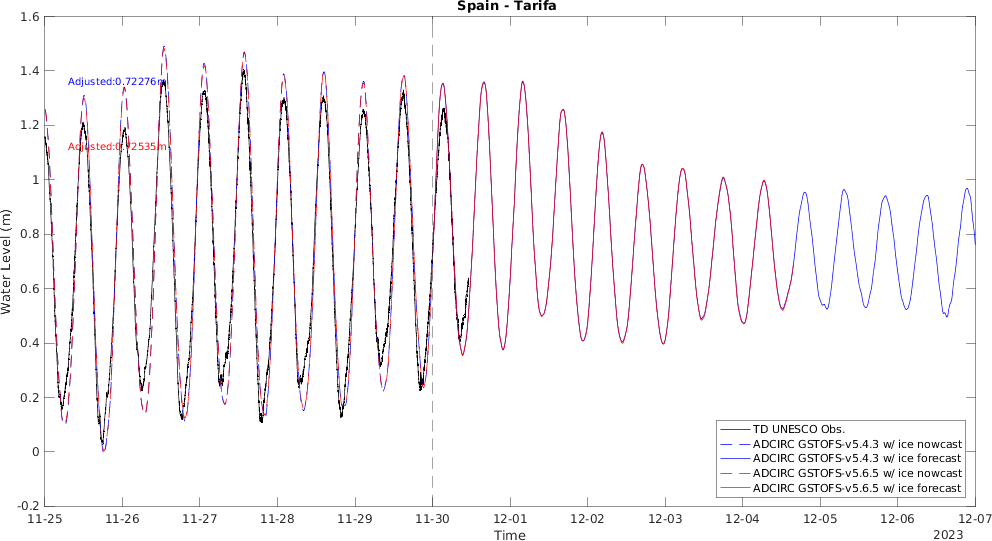 Spain - Tarifa
Water Level (m)
1.6
1.4
1.2
1
0.8
0.6
0.4
0.2
0
-0.2
Adjusted:0.72276m
Adjusted:0.72535m
TD UNESCO Obs.
ADCIRC GSTOFS-v5.4.3 w/ ice nowcast
ADCIRC GSTOFS-v5.4.3 w/ ice forecast
ADCIRC GSTOFS-v5.6.5 w/ ice nowcast
ADCIRC GSTOFS-v5.6.5 w/ ice forecast
11-25 11-26 11-27 11-28 11-29 11-30 12-01 12-02 12-03 12-04 12-05 12-06 12-07
Time
2023